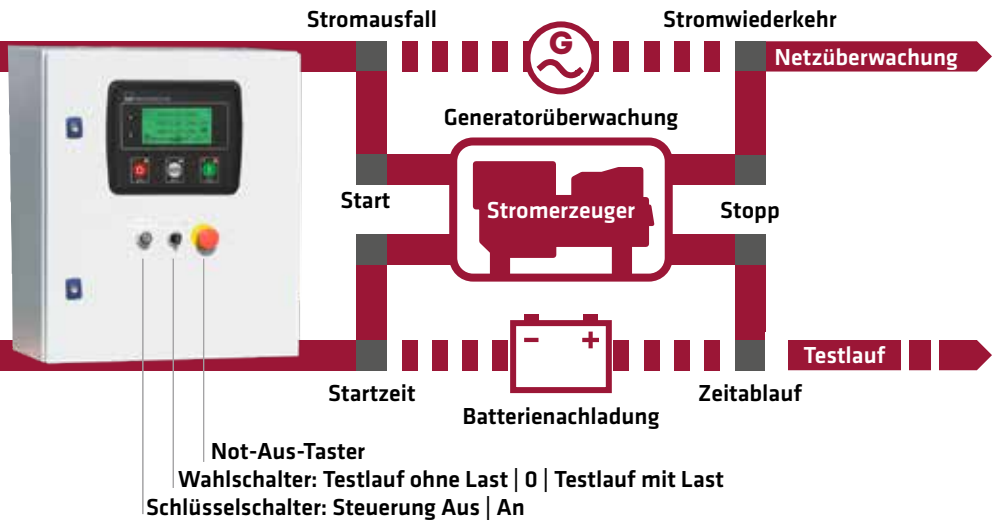 Stromausfall
Stromwiederkehr
G
Netzüberwachung
Generatorüberwachung
Start
Stromerzeuger
Stopp
Testlauf
Startzeit
Batterienachladung
Zeitablauf
Not-Aus-Taster
Wahlschalter: Testlauf ohne Last | 0 | Testlauf mit Last
Schlüsselschalter: Steuerung Aus | An